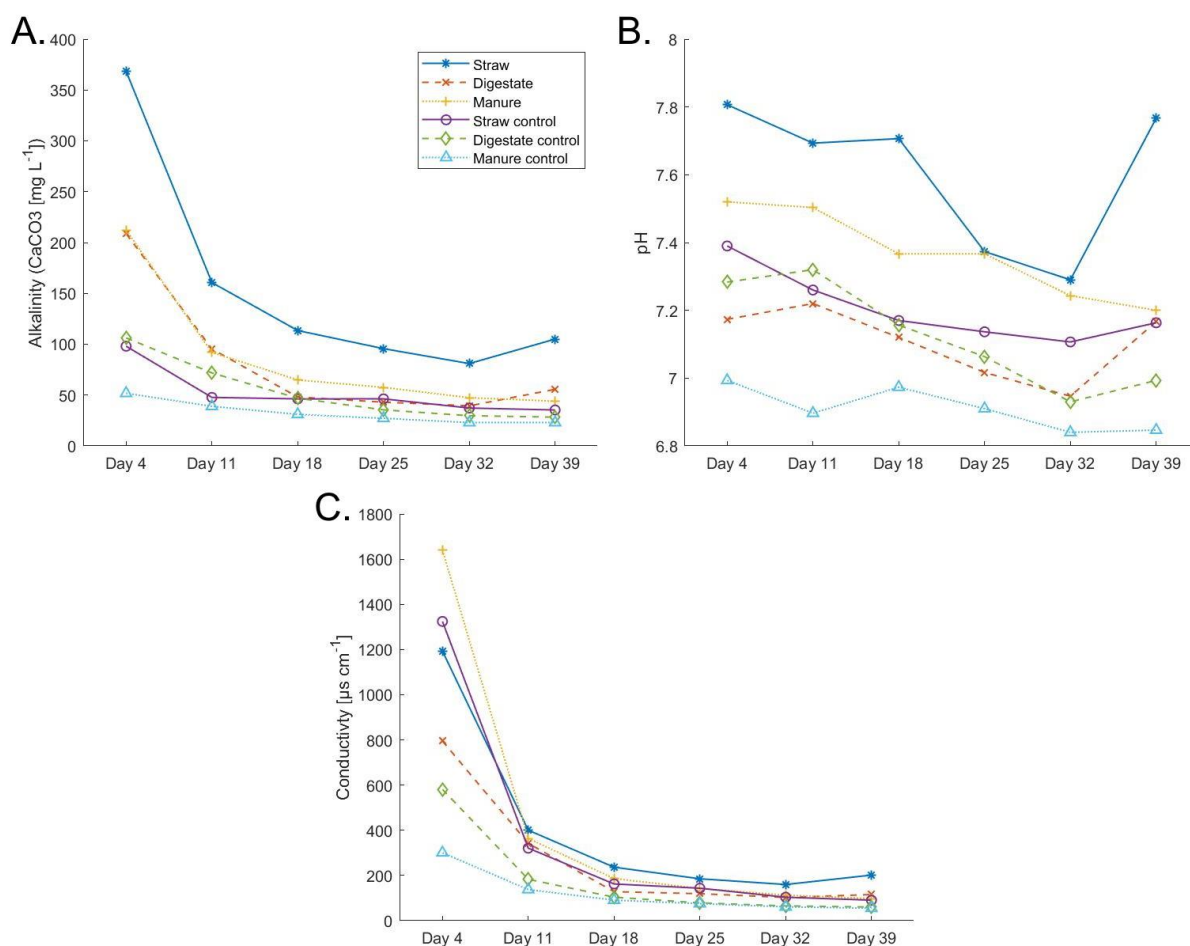 A.
Alkalinity (CaCO3 [mg L⁻¹])
400
350
300
250
200
150
100
50
0
Straw
Digestate
Manure
Straw control
Digestate control
Manure control
Day 4 Day 11 Day 18 Day 25 Day 32 Day 39
B.
pH
8
7.8
7.6
7.4
7.2
7
6.8
Day 4 Day 11 Day 18 Day 25 Day 32 Day 39
C.
Conductivty [µs cm⁻¹]
1800
1600
1400
1200
1000
800
600
400
200
0
Day 4 Day 11 Day 18 Day 25 Day 32 Day 39